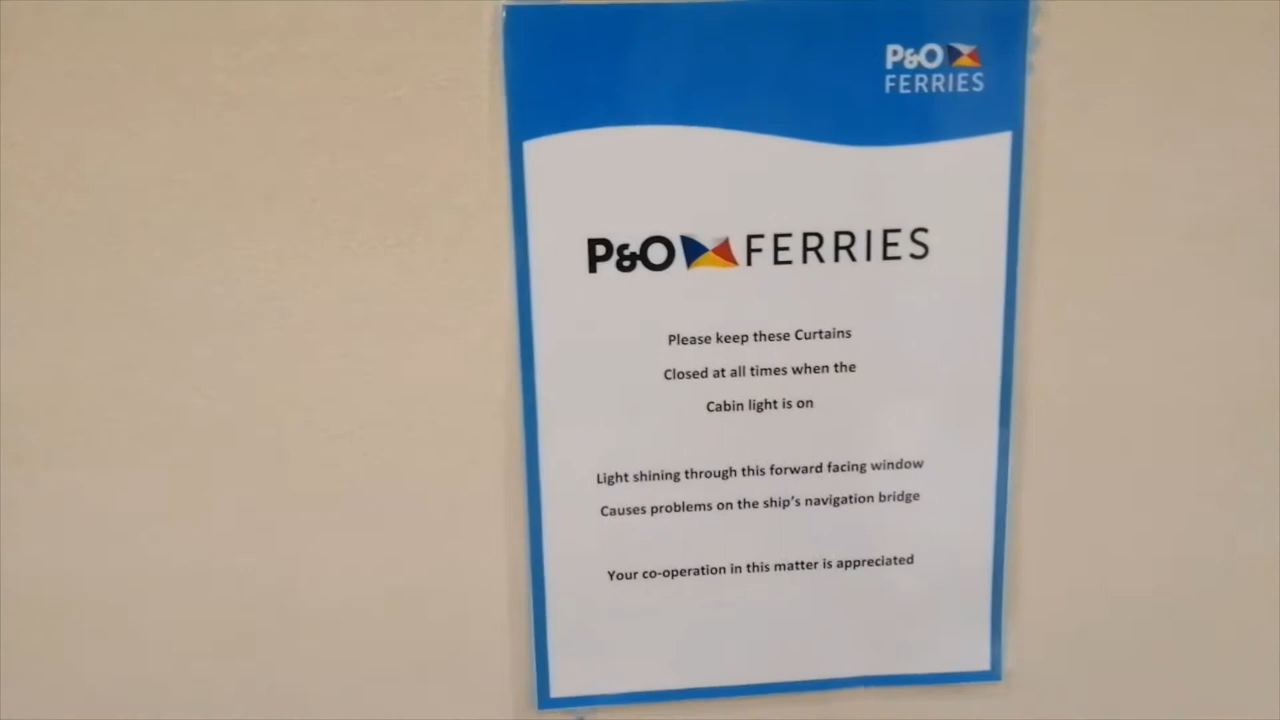 P&O
FERRIES
P&O FERRIES
Please keep these Curtains
Closed at all times when the
Cabin light is on
Light shining through this forward facing window
Causes problems on the ship's navigation bridge
Your co-operation in this matter is appreciated